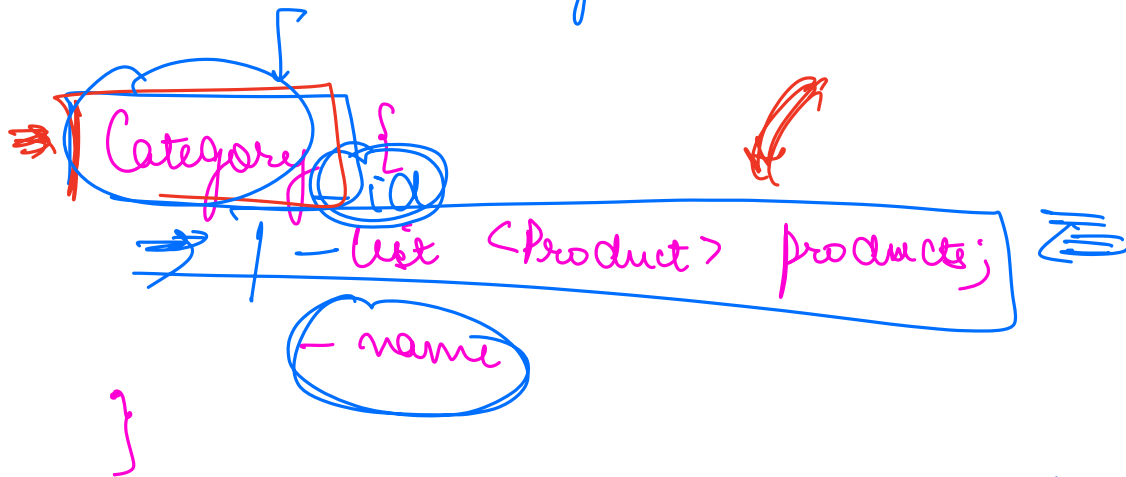 Category {
id
- List <Product> products;
- name
}